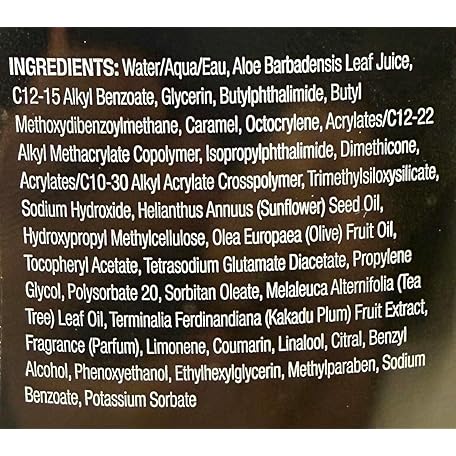 INGREDIENTS: Water/Aqua/Eau, Aloe Barbadensis Leaf Juice,
C12-15 Alkyl Benzoate, Glycerin, Butylphthalimide, Butyl
Methoxydibenzoylmethane, Caramel, Octocrylene, Acrylates/C12-22
Alkyl Methacrylate Copolymer, Isopropylphthalimide, Dimethicone,
Acrylates/C10-30 Alkyl Acrylate Crosspolymer, Trimethylsiloxysilicate,
Sodium Hydroxide, Helianthus Annuus (Sunflower) Seed Oil,
Hydroxypropyl Methylcellulose, Olea Europaea (Olive) Fruit Oil,
Tocopheryl Acetate, Tetrasodium Glutamate Diacetate, Propylene
Glycol, Polysorbate 20, Sorbitan Oleate, Melaleuca Alternifolia (Tea
Tree) Leaf Oil, Terminalia Ferdinandiana (Kakadu Plum) Fruit Extract,
Fragrance (Parfum), Limonene, Coumarin, Linalool, Citral, Benzyl
Alcohol, Phenoxyethanol, Ethylhexylglycerin, Methylparaben, Sodium
Benzoate, Potassium Sorbate